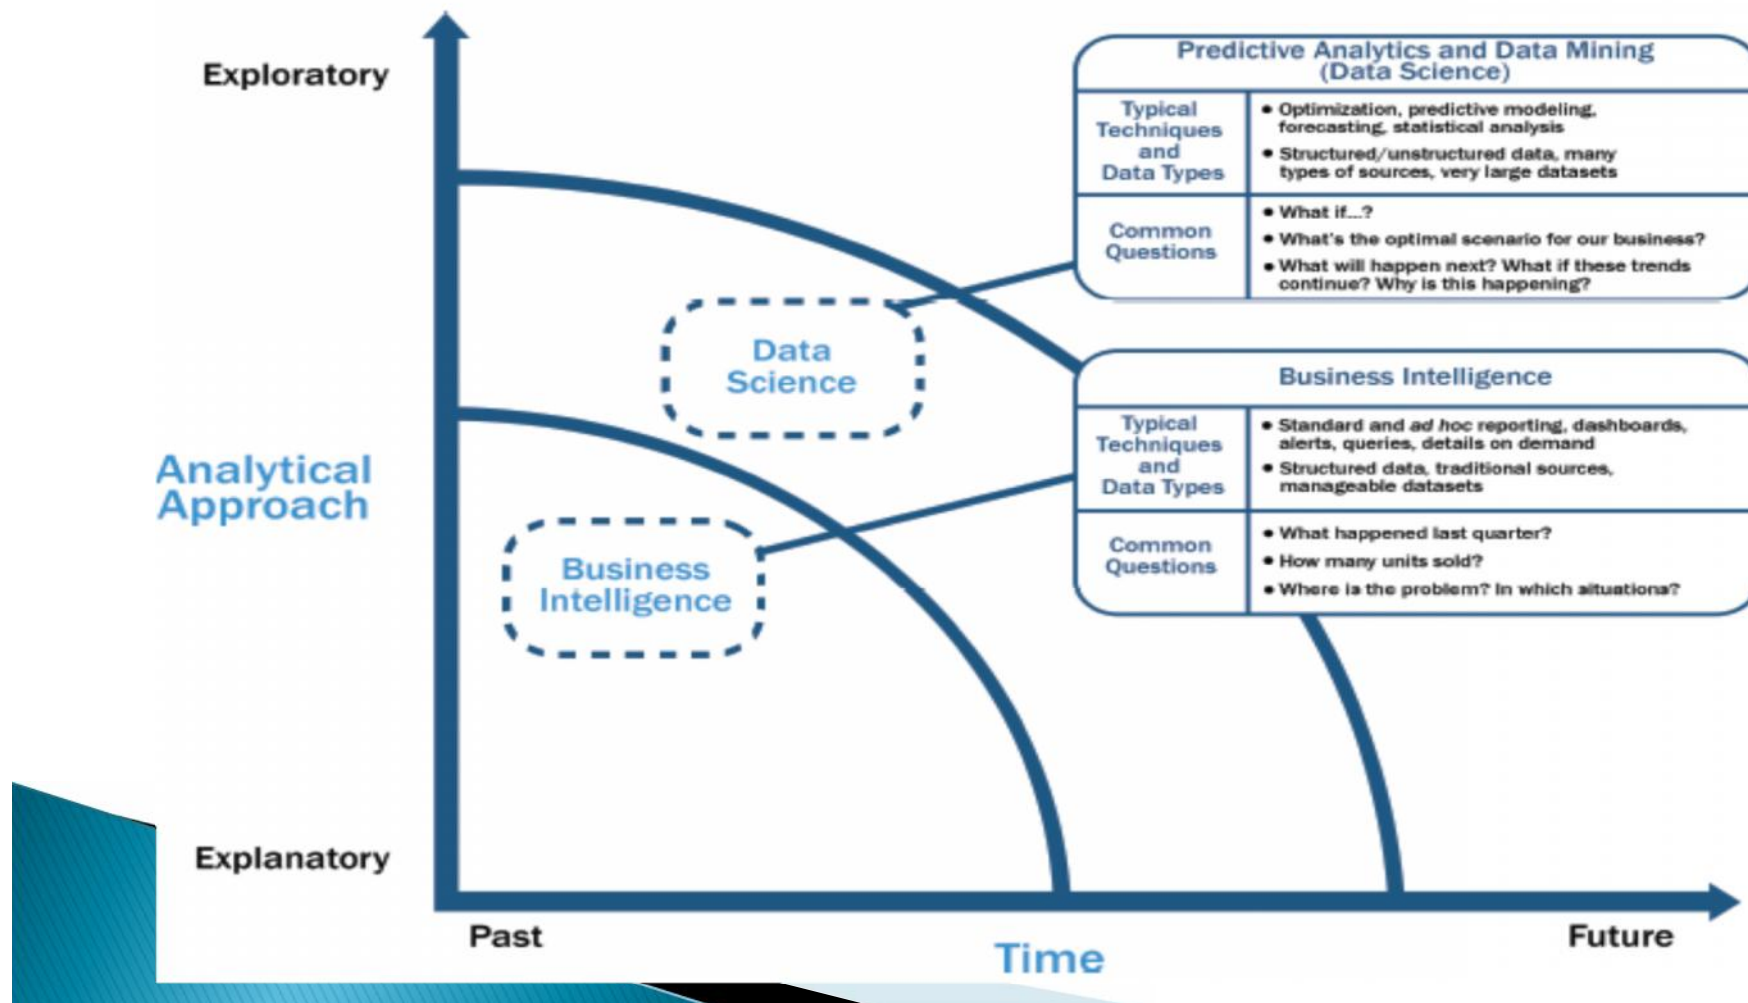 Exploratory
Analytical
Approach
Explanatory
Past
Time
Future
Data
Science
Business
Intelligence
Predictive Analytics and Data Mining
(Data Science)
Typical
Techniques
and
Data Types
• Optimization, predictive modeling,
forecasting, statistical analysis
• Structured/unstructured data, many
types of sources, very large datasets
Common
Questions
• What if...?
• What's the optimal scenario for our business?
• What will happen next? What if these trends
continue? Why is this happening?
Business Intelligence
Typical
Techniques
and
Data Types
• Standard and ad hoc reporting, dashboards,
alerts, queries, details on demand
• Structured data, traditional sources,
manageable datasets
Common
Questions
• What happened last quarter?
• How many units sold?
• Where is the problem? In which situations?